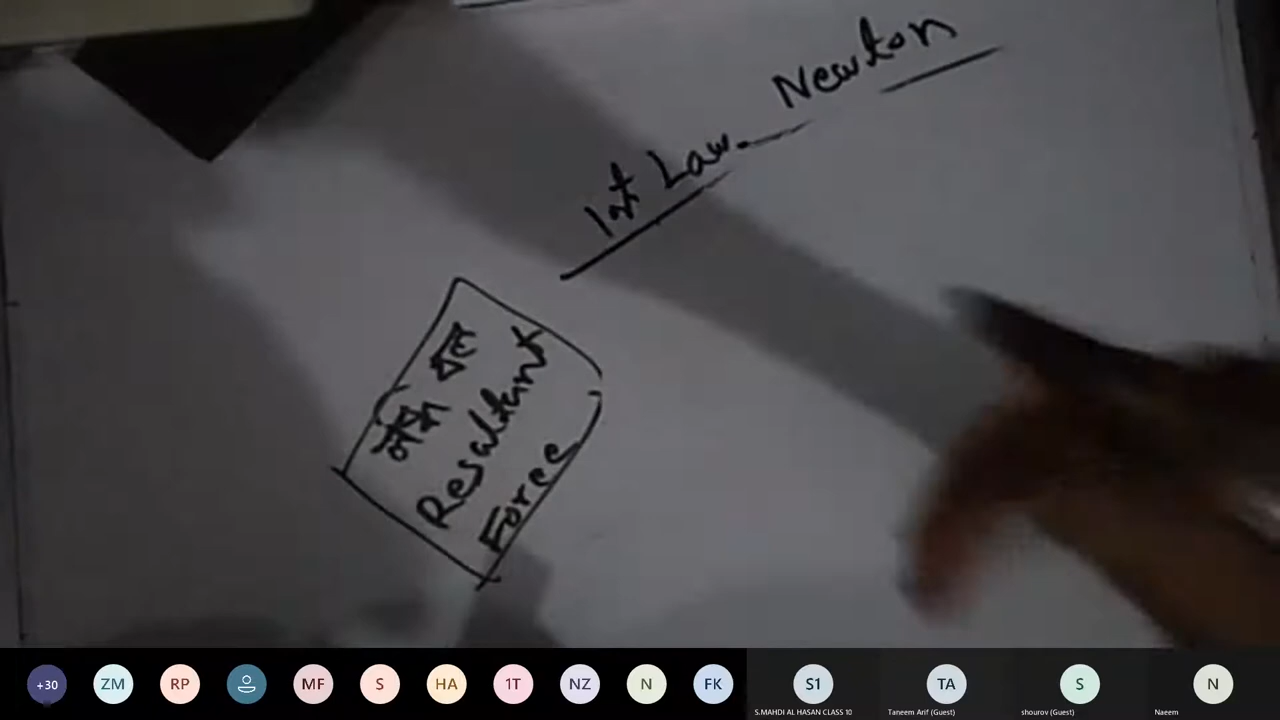 Newton
1st Law.
বল
Resultunt
Force
+30
ZM
RP
MF
S
HA
1T
NZ
N
FK
S1
TA
S
N
S.MAHDI AL HASAN CLASS 10
Taneem Arif (Guest)
shourov (Guest)
Naeem